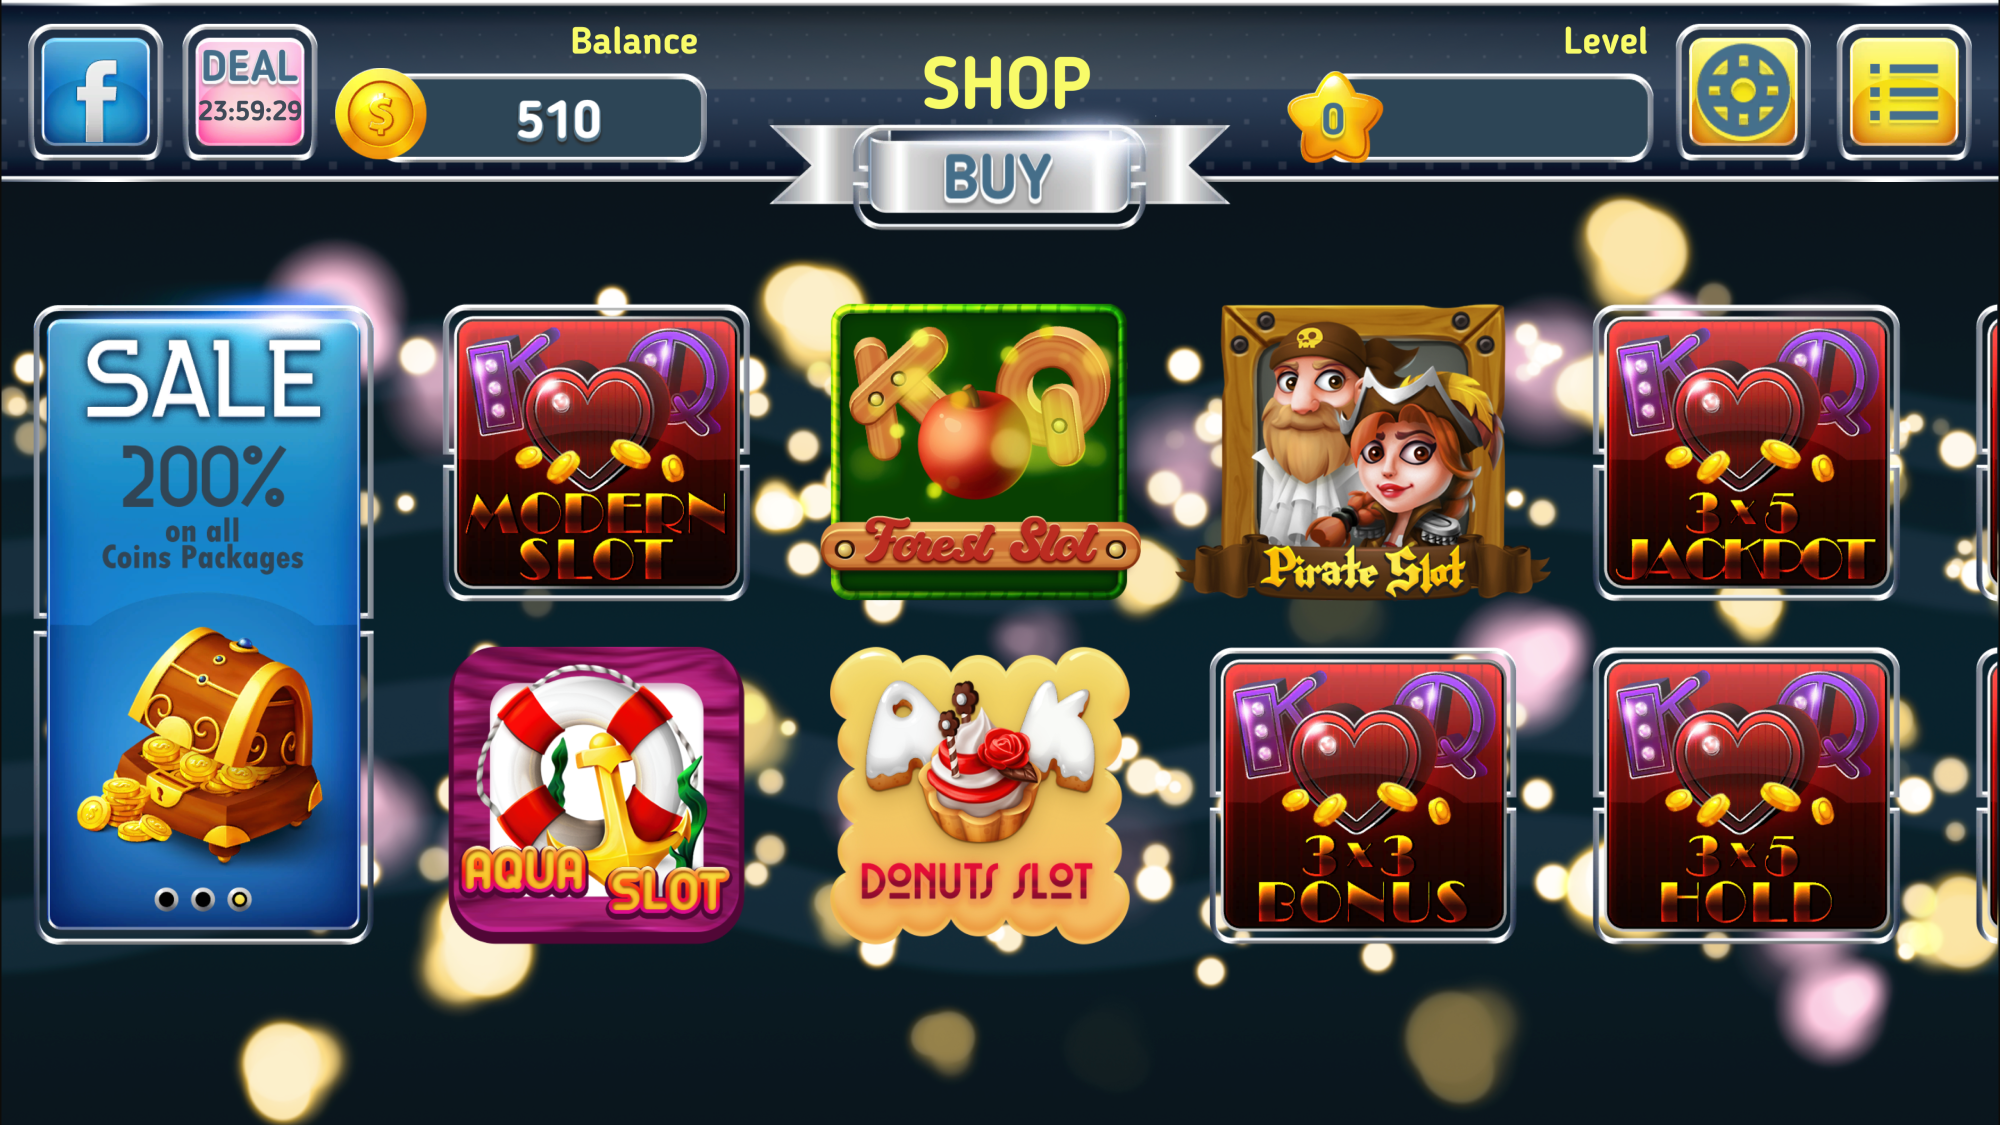 f
DEAL
23:59:29
Balance
$
510
SHOP
BUY
Level
0
SALE
200%
on all
Coins Packages
K Q
MODERN
SLOT
K Q
Forest Slot
Pirate Slot
K Q
3x5
JACKPOT
AQUA
SLOT
A K
DONUTS SLOT
K Q
3x3
BONUS
K Q
3x5
HOLD